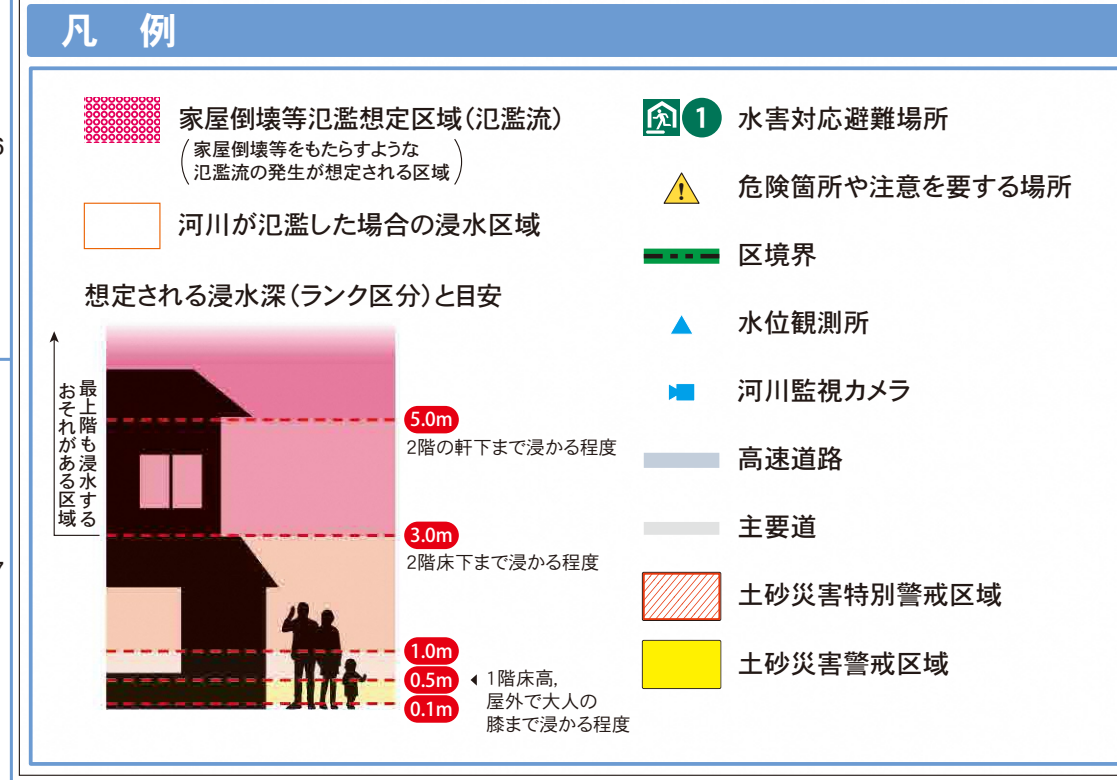 凡 例
家屋倒壊等氾濫想定区域(氾濫流)
(家屋倒壊等をもたらすような
氾濫流の発生が想定される区域)
河川が氾濫した場合の浸水区域
想定される浸水深(ランク区分)と目安
最上階も浸水する
おそれがある区域
5.0m
2階の軒下まで浸かる程度
3.0m
2階床下まで浸かる程度
1.0m
0.5m
0.1m
1階床高,
屋外で大人の
膝まで浸かる程度
1 水害対応避難場所
危険箇所や注意を要する場所
区境界
水位観測所
河川監視カメラ
高速道路
主要道
土砂災害特別警戒区域
土砂災害警戒区域